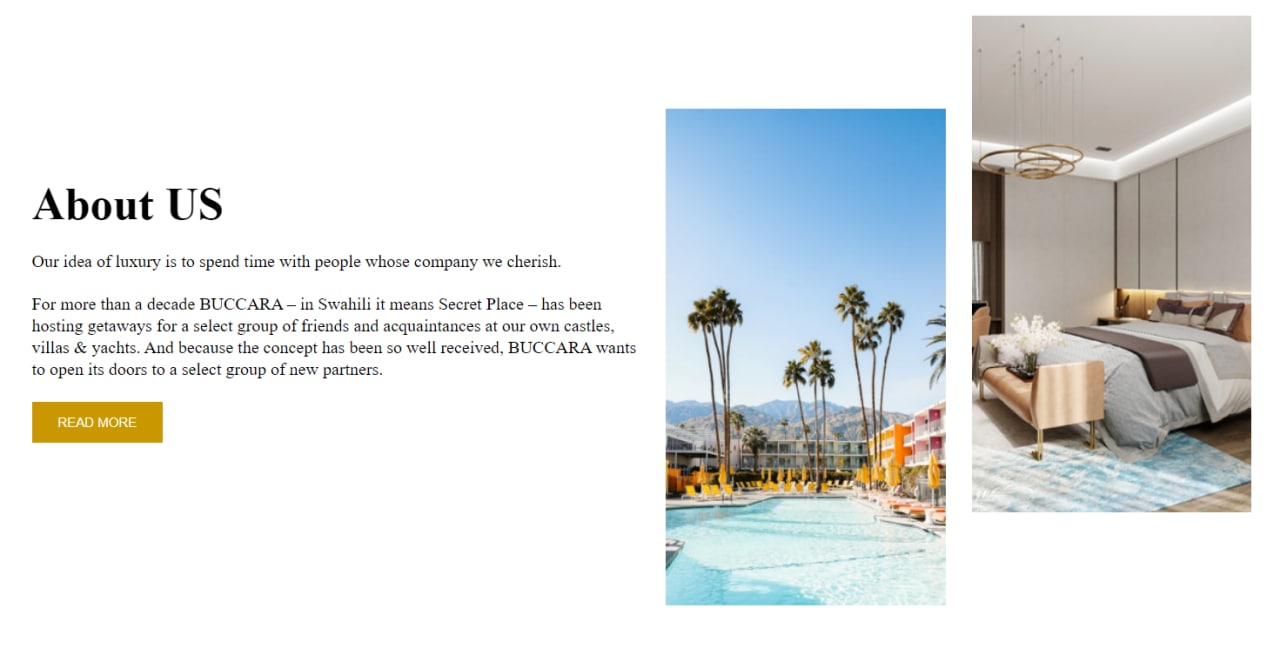 About US
Our idea of luxury is to spend time with people whose company we cherish.
For more than a decade BUCCARA – in Swahili it means Secret Place – has been
hosting getaways for a select group of friends and acquaintances at our own castles,
villas & yachts. And because the concept has been so well received, BUCCARA wants
to open its doors to a select group of new partners.
READ MORE